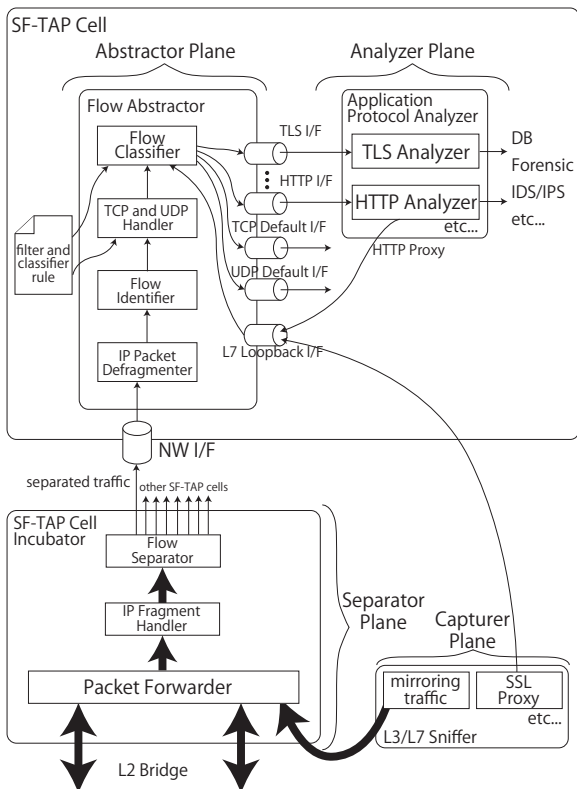 SF-TAP Cell
Abstractor Plane
Analyzer Plane
Flow Abstractor
Application
Protocol Analyzer
Flow
Classifier
TLS I/F
TLS Analyzer
DB
Forensic
IDS/IPS
etc...
HTTP I/F
HTTP Analyzer
etc...
TCP and UDP
Handler
TCP Default I/F
HTTP Proxy
filter and
classifier
rule
UDP Default I/F
Flow
Identifier
L7 Loopback I/F
IP Packet
Defragmenter
NW I/F
separated traffic
other SF-TAP cells
SF-TAP Cell
Incubator
Flow
Separator
IP Fragment
Handler
Separator
Plane
Capturer
Plane
Packet Forwarder
mirroring
traffic
SSL
Proxy
etc...
L3/L7 Sniffer
L2 Bridge